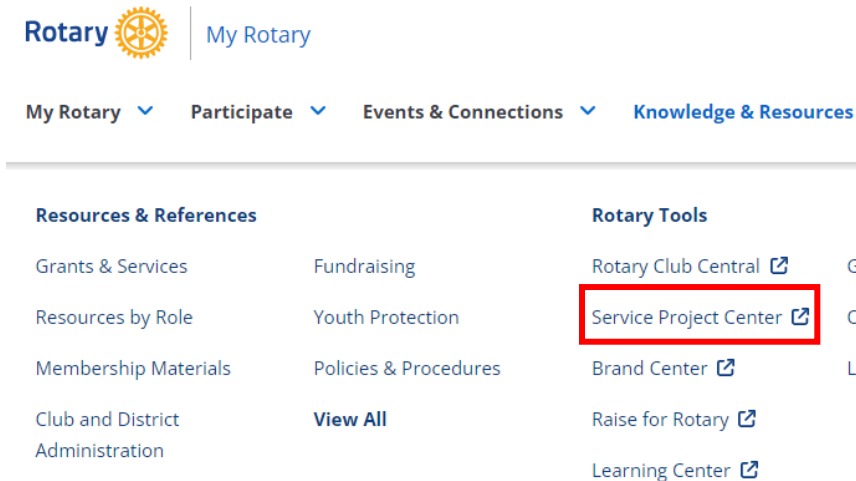 Rotary My Rotary
My Rotary Participate Events & Connections Knowledge & Resources
Resources & References
Grants & Services
Resources by Role
Membership Materials
Club and District
Administration
Fundraising
Youth Protection
Policies & Procedures
View All
Rotary Tools
Rotary Club Central
Service Project Center
Brand Center
Raise for Rotary
Learning Center